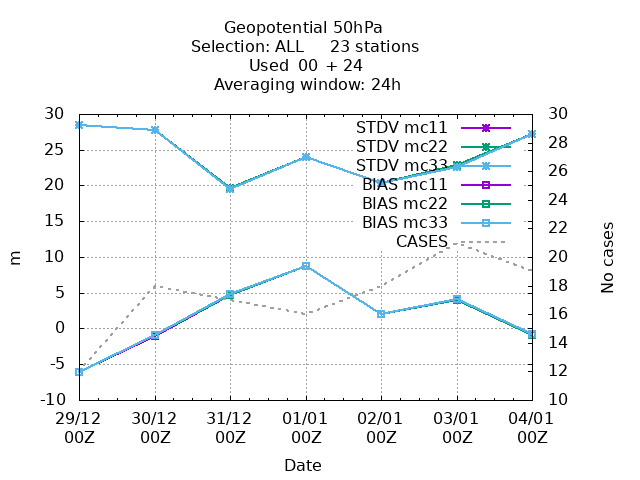 Geopotential 50hPa
Selection: ALL 23 stations
Used 00 + 24
Averaging window: 24h
30 30
STDV mc11
28
STDV mc22
25
STDV mc33
26
BIAS mc11
20
24
BIAS mc22
15
22
BIAS mc33
CASES
10 20
m
No cases
5
18
0
16
-5
14
12
-10 10
29/12 30/12 31/12 01/01 02/01 03/01 04/01
00Z 00Z 00Z 00Z 00Z 00Z 00Z
Date